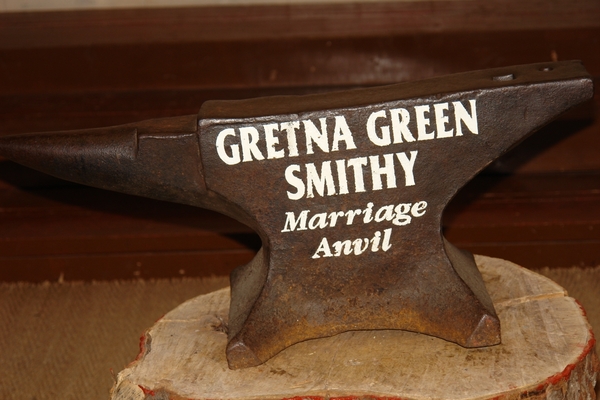 GRETNA GREEN
SMITHY
Marriage
Anvil